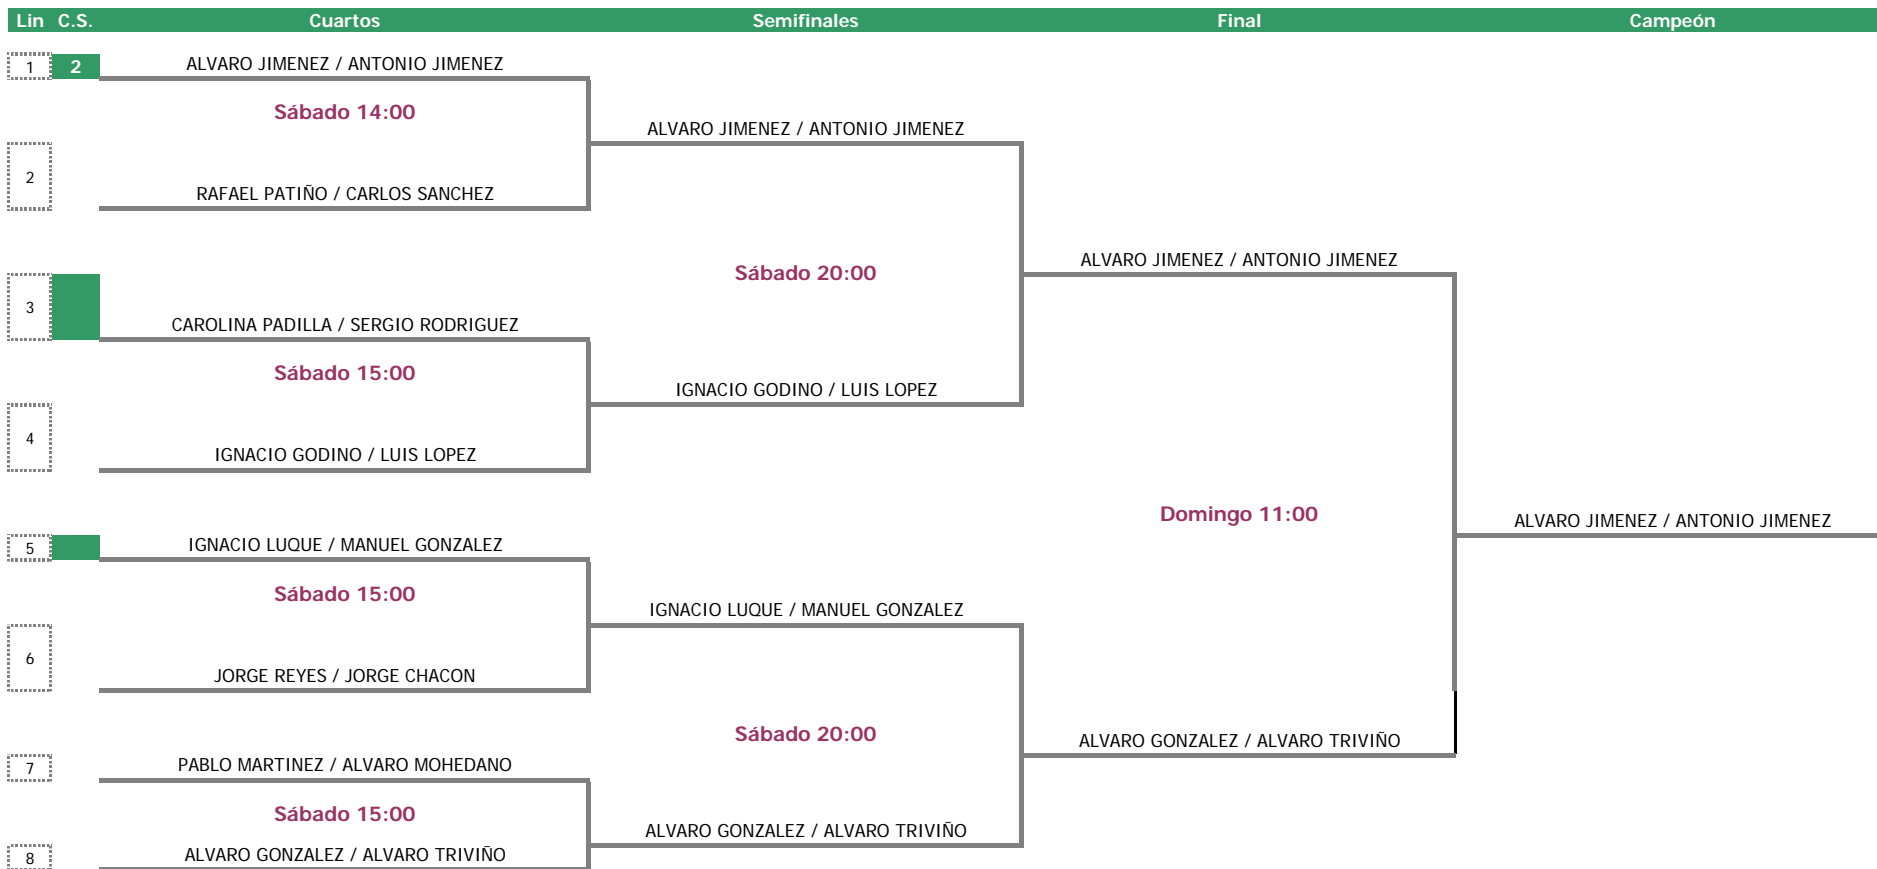 Lin C.S. Cuartos Semifinales Final Campeón
1 2 ALVARO JIMENEZ / ANTONIO JIMENEZ
Sábado 14:00
ALVARO JIMENEZ / ANTONIO JIMENEZ
2
RAFAEL PATIÑO / CARLOS SANCHEZ
ALVARO JIMENEZ / ANTONIO JIMENEZ
Sábado 20:00
3
CAROLINA PADILLA / SERGIO RODRIGUEZ
Sábado 15:00
IGNACIO GODINO / LUIS LOPEZ
4
IGNACIO GODINO / LUIS LOPEZ
Domingo 11:00
ALVARO JIMENEZ / ANTONIO JIMENEZ
5 IGNACIO LUQUE / MANUEL GONZALEZ
Sábado 15:00
IGNACIO LUQUE / MANUEL GONZALEZ
6
JORGE REYES / JORGE CHACON
Sábado 20:00
ALVARO GONZALEZ / ALVARO TRIVIÑO
7 PABLO MARTINEZ / ALVARO MOHEDANO
Sábado 15:00
ALVARO GONZALEZ / ALVARO TRIVIÑO
8 ALVARO GONZALEZ / ALVARO TRIVIÑO